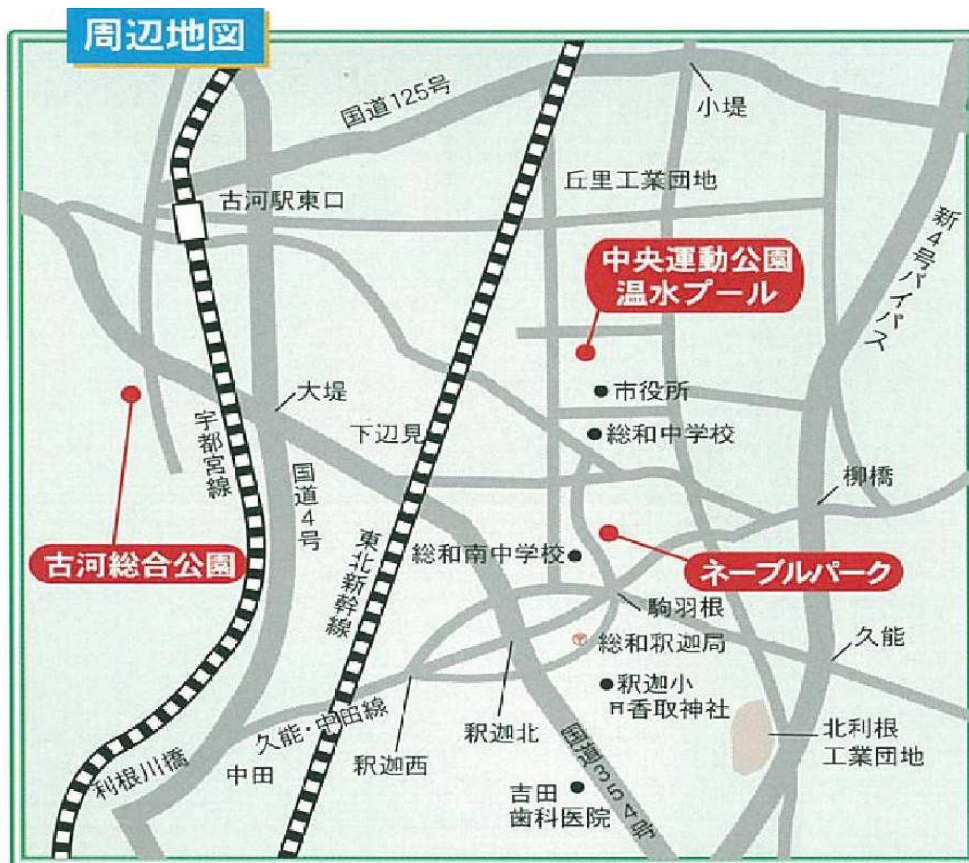 周辺地図
国道125号
小堤
丘里工業団地
古河駅東口
中央運動公園
温水プール
新4号バイパス
大堤
市役所
下辺見
総和中学校
宇都宮線
国道4号
柳橋
古河総合公園
東北新幹線
総和南中学校
ネーブルパーク
駒羽根
総和釈迦局
久能
釈迦小
香取神社
久能・中田線
釈迦西
釈迦北
北利根
工業団地
利根川橋
中田
国道453号
吉田
歯科医院